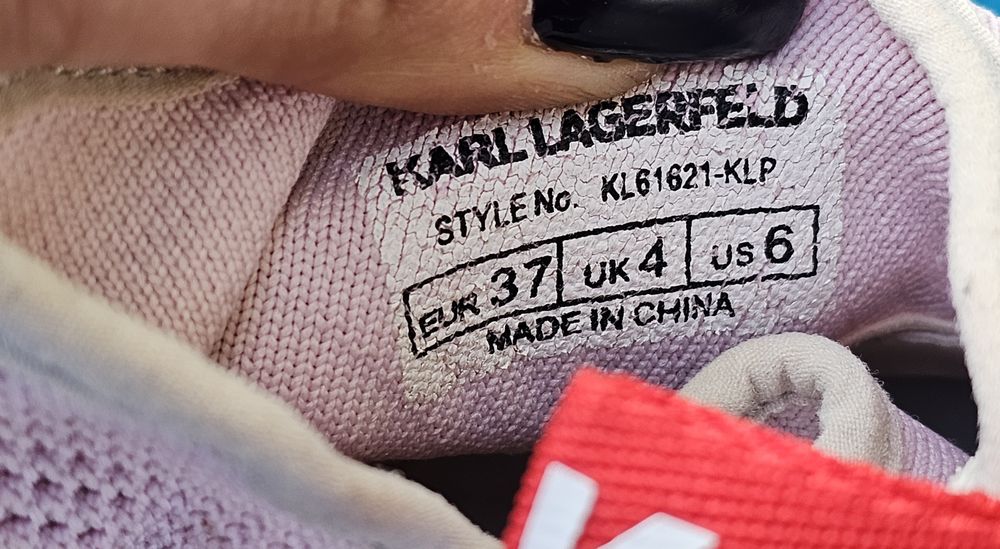 KARL LAGERFELD
STYLE No. KL61621-KLP
EUR 37 UK 4 US 6
MADE IN CHINA
K